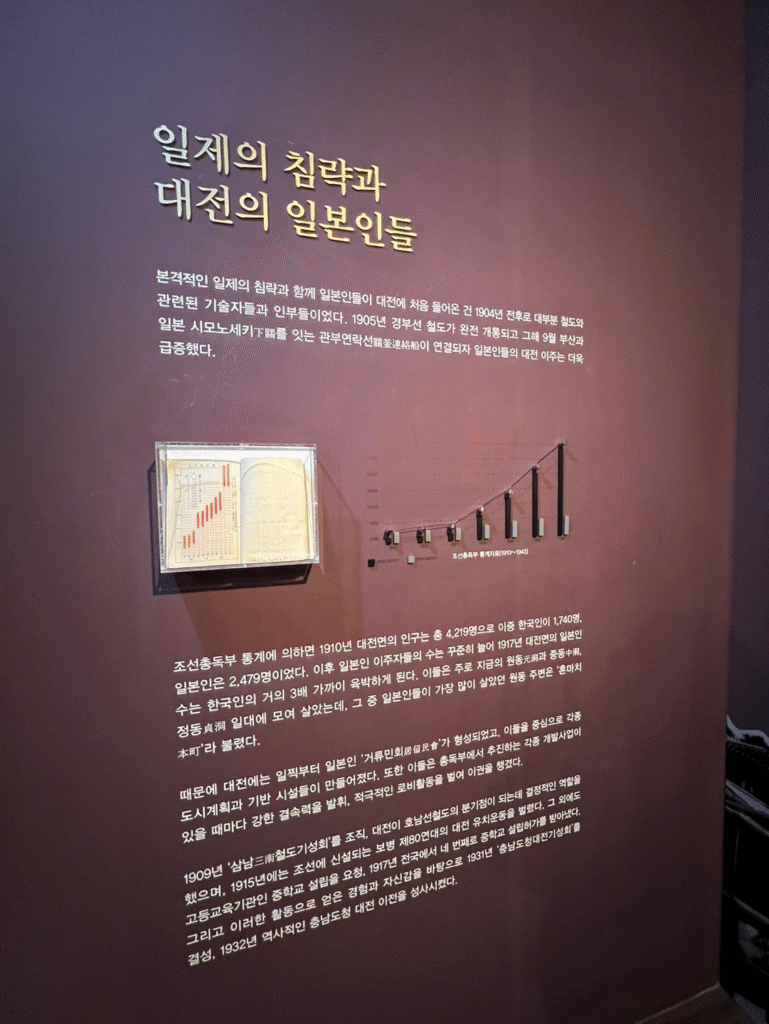 일제의 침략과
대전의 일본인들
본격적인 일제의 침략과 함께 일본인들이 대전에 처음 들어온 건 1904년 전후로 대부분 철도와
관련된 기술자들과 인부들이었다. 1905년 경부선 철도가 완전 개통되고 그해 9월 부산과
일본 시모노세키下關를 잇는 관부연락선關釜連絡船이 연결되자 일본인들의 대전 이주는 더욱
급증했다.
조선총독부 통계자료(1910~1943)
조선총독부 통계에 의하면 1910년 대전면의 인구는 총 4,219명으로 이중 한국인이 1,740명,
일본인은 2,479명이었다. 이후 일본인 이주자들의 수는 꾸준히 늘어 1917년 대전면의 일본인
수는 한국인의 거의 3배 가까이 육박하게 된다. 이들은 주로 지금의 원동元洞과 중동中洞,
정동貞洞 일대에 모여 살았는데, 그 중 일본인들이 가장 많이 살았던 원동 주변은 ‘혼마치
本町’라 불렸다.
때문에 대전에는 일찍부터 일본인 ‘거류민회居留民會’가 형성되었고, 이들을 중심으로 각종
도시계획과 기반 시설들이 만들어졌다. 또한 이들은 총독부에서 추진하는 각종 개발사업이
있을 때마다 강한 결속력을 발휘, 적극적인 로비활동을 벌여 이권을 챙겼다.
1909년 ‘삼남三南철도기성회’를 조직, 대전이 호남선철도의 분기점이 되는데 결정적인 역할을
했으며, 1915년에는 조선에 신설되는 보병 제80연대의 대전 유치운동을 벌였다. 그 외에도
고등교육기관인 중학교 설립을 요청, 1917년 전국에서 네 번째로 중학교 설립허가를 받아냈다.
그리고 이러한 활동으로 얻은 경험과 자신감을 바탕으로 1931년 ‘충남도청대전기성회’를
결성, 1932년 역사적인 충남도청 대전 이전을 성사시켰다.